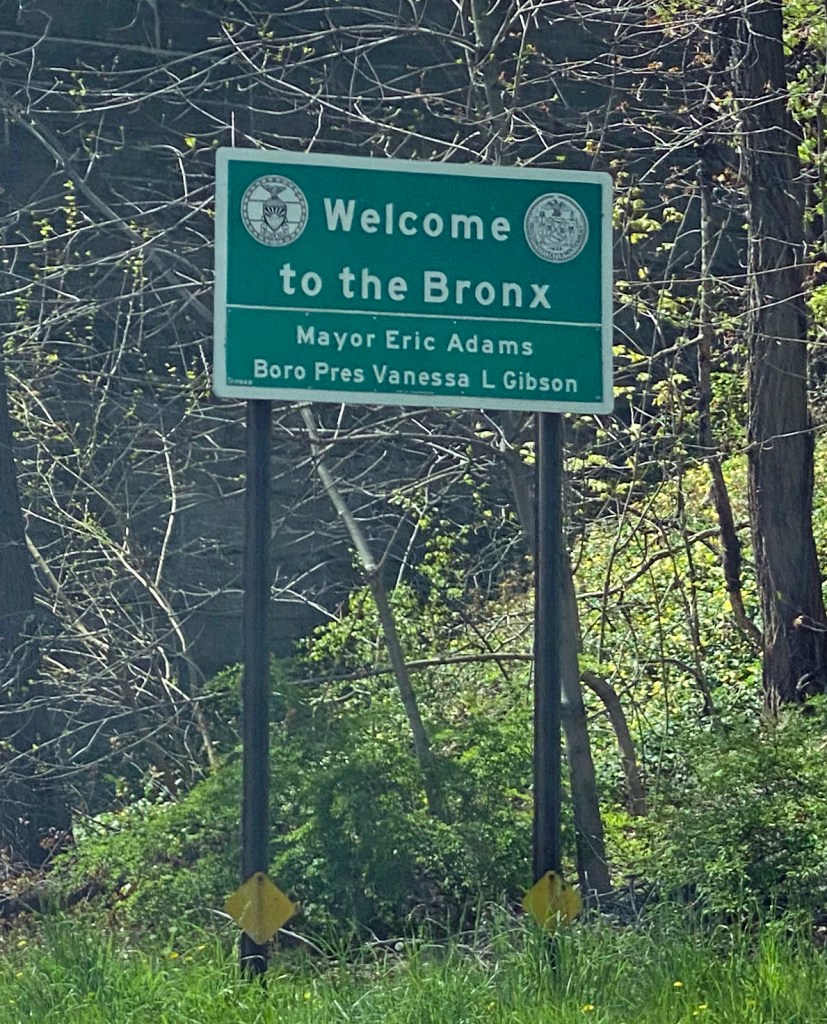 Welcome
to the Bronx
Mayor Eric Adams
Boro Pres Vanessa L Gibson